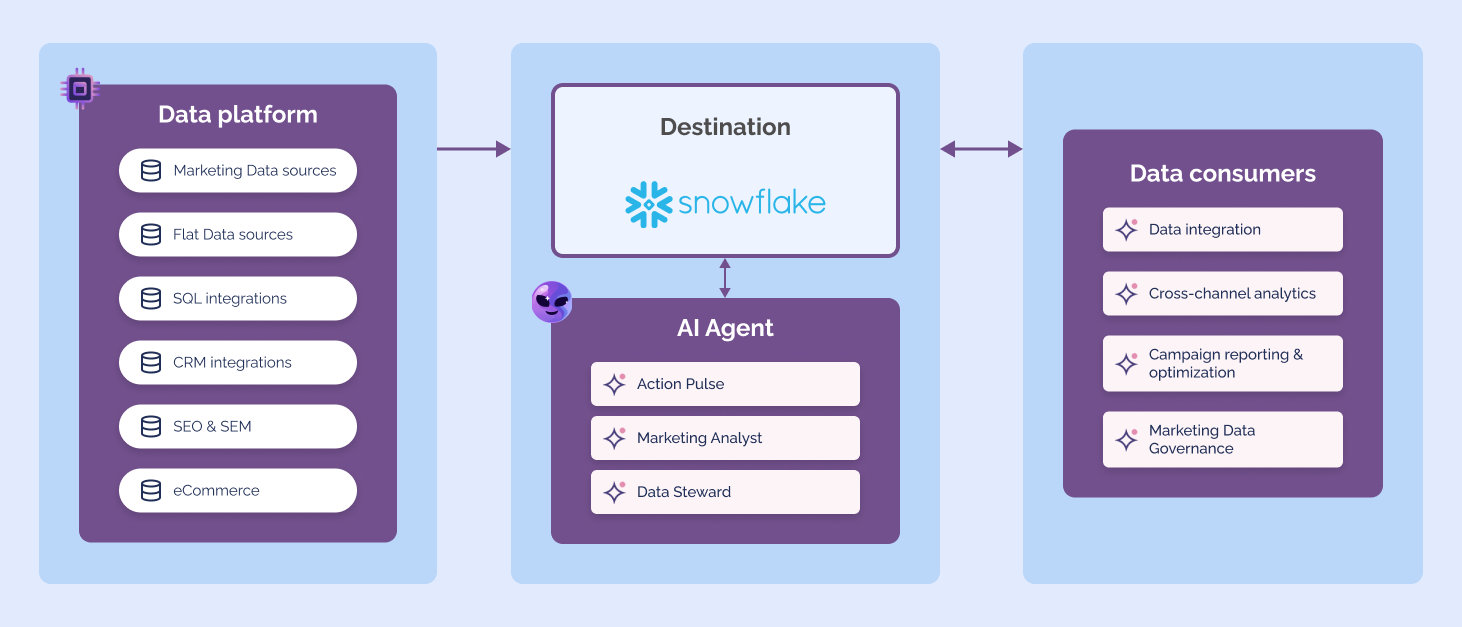 Data platform
Marketing Data sources
Flat Data sources
SQL integrations
CRM integrations
SEO & SEM
eCommerce
Destination
snowflake
AI Agent
Action Pulse
Marketing Analyst
Data Steward
Data consumers
Data integration
Cross-channel analytics
Campaign reporting &
optimization
Marketing Data
Governance